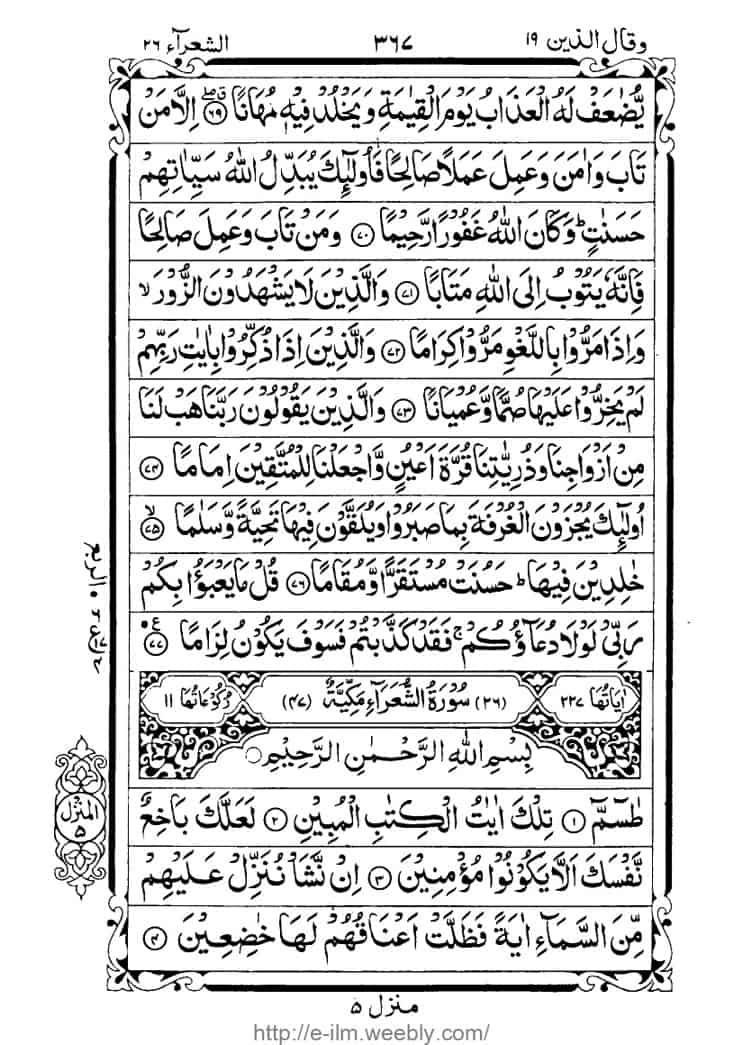 وقال الذين ١٩
٣٦٧
الشعرآء ٢٦
يُّضٰعَفْ لَهُ الْعَذَابُ يَوْمَ الْقِيٰمَةِ وَيَخْلُدْ فِيْهٖ مُهَانًا ۖۗ ﴿٦٩﴾ اِلَّا مَنْ
تَابَ وَاٰمَنَ وَعَمِلَ عَمَلًا صَالِحًا فَاُولٰٓئِكَ يُبَدِّلُ اللّٰهُ سَيِّاٰتِهِمْ
حَسَنٰتٍ ؕ وَكَانَ اللّٰهُ غَفُوْرًا رَّحِيْمًا ﴿٧٠﴾ وَمَنْ تَابَ وَعَمِلَ صَالِحًا
فَاِنَّهٗ يَتُوْبُ اِلَى اللّٰهِ مَتَابًا ﴿٧١﴾ وَالَّذِيْنَ لَا يَشْهَدُوْنَ الزُّوْرَ ۙ
وَاِذَا مَرُّوْا بِاللَّغْوِ مَرُّوْا كِرَامًا ﴿٧٢﴾ وَالَّذِيْنَ اِذَا ذُكِّرُوْا بِاٰيٰتِ رَبِّهِمْ
لَمْ يَخِرُّوْا عَلَيْهَا صُمًّا وَّعُمْيَانًا ﴿٧٣﴾ وَالَّذِيْنَ يَقُوْلُوْنَ رَبَّنَا هَبْ لَنَا
مِنْ اَزْوَاجِنَا وَذُرِّيّٰتِنَا قُرَّةَ اَعْيُنٍ وَّاجْعَلْنَا لِلْمُتَّقِيْنَ اِمَامًا ﴿٧٤﴾
اُولٰٓئِكَ يُجْزَوْنَ الْغُرْفَةَ بِمَا صَبَرُوْا وَيُلَقَّوْنَ فِيْهَا تَحِيَّةً وَّسَلٰمًا ۙ ﴿٧٥﴾
خٰلِدِيْنَ فِيْهَا ؕ حَسُنَتْ مُسْتَقَرًّا وَّمُقَامًا ﴿٧٦﴾ قُلْ مَا يَعْبَؤُا بِكُمْ
رَبِّيْ لَوْلَا دُعَآؤُكُمْ ۚ فَقَدْ كَذَّبْتُمْ فَسَوْفَ يَكُوْنُ لِزَامًا ﴿٧٧﴾ ع
الربع
اٰيَاتُهَا ٢٢٧
(٢٦) سُوْرَةُ الشُّعَرَآءِ مَكِّيَّةٌ (٤٧)
رُكُوْعَاتُهَا ١١
بِسْمِ اللّٰهِ الرَّحْمٰنِ الرَّحِيْمِ
طٰسٓمّٓ ﴿١﴾ تِلْكَ اٰيٰتُ الْكِتٰبِ الْمُبِيْنِ ﴿٢﴾ لَعَلَّكَ بَاخِعٌ
نَّفْسَكَ اَلَّا يَكُوْنُوْا مُؤْمِنِيْنَ ﴿٣﴾ اِنْ نَّشَاْ نُنَزِّلْ عَلَيْهِمْ
مِّنَ السَّمَآءِ اٰيَةً فَظَلَّتْ اَعْنَاقُهُمْ لَهَا خٰضِعِيْنَ ﴿٤﴾
المنزل
٥
منزل ٥
http://e-ilm.weebly.com/